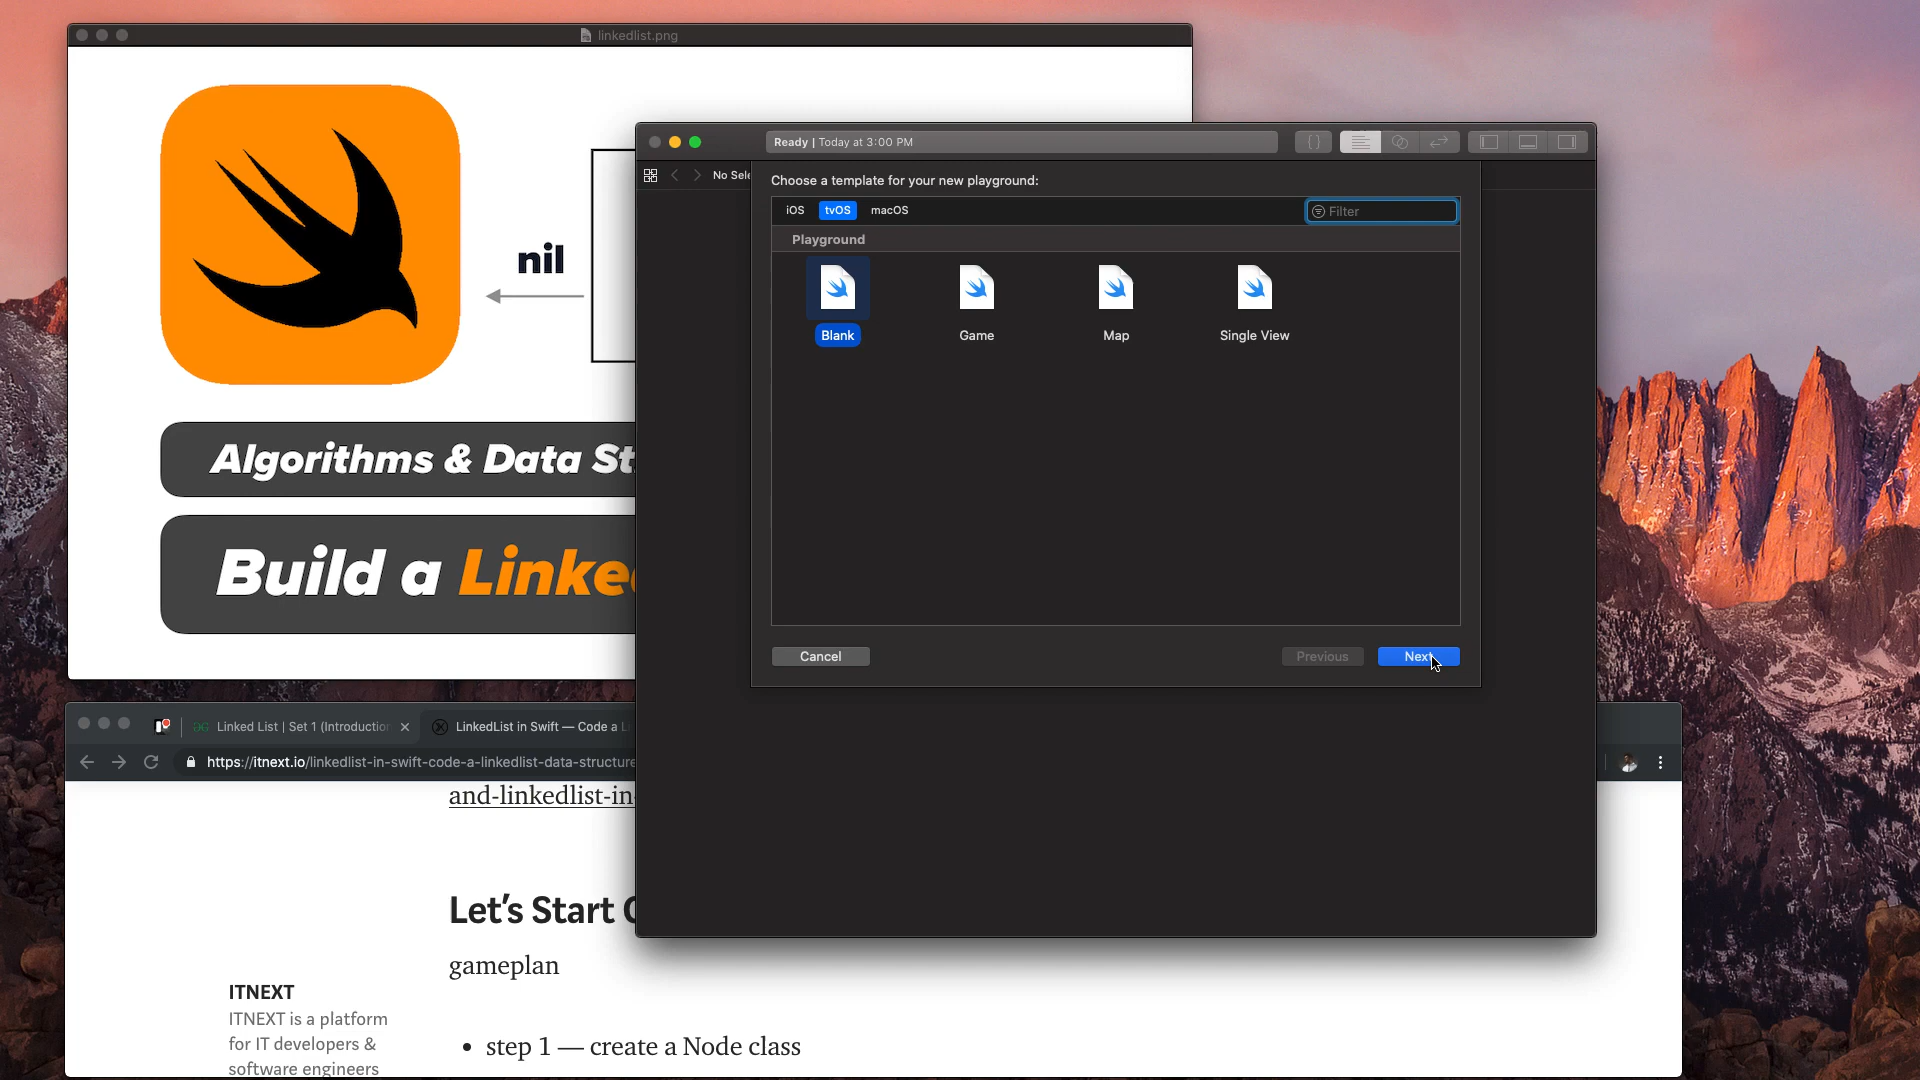 linkedlist.png
nil
Algorithms & Data St
Build a Linke
Ready | Today at 3:00 PM
No Sele
Choose a template for your new playground:
iOS
tvOS
macOS
Filter
Playground
Blank
Game
Map
Single View
Cancel
Previous
Next
Linked List | Set 1 (Introduction
LinkedList in Swift — Code a L
https://itnext.io/linkedlist-in-swift-code-a-linkedlist-data-structure
and-linkedlist-in-
Let's Start
gameplan
ITNEXT
ITNEXT is a platform
for IT developers &
software engineers
• step 1 — create a Node class